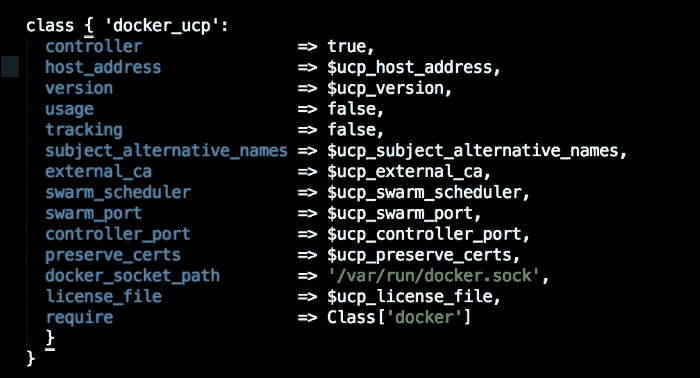 class { 'docker_ucp':
  controller                => true,
  host_address              => $ucp_host_address,
  version                   => $ucp_version,
  usage                     => false,
  tracking                  => false,
  subject_alternative_names => $ucp_subject_alternative_names,
  external_ca               => $ucp_external_ca,
  swarm_scheduler           => $ucp_swarm_scheduler,
  swarm_port                => $ucp_swarm_port,
  controller_port           => $ucp_controller_port,
  preserve_certs            => $ucp_preserve_certs,
  docker_socket_path        => '/var/run/docker.sock',
  license_file              => $ucp_license_file,
  require                   => Class['docker']
  }
}